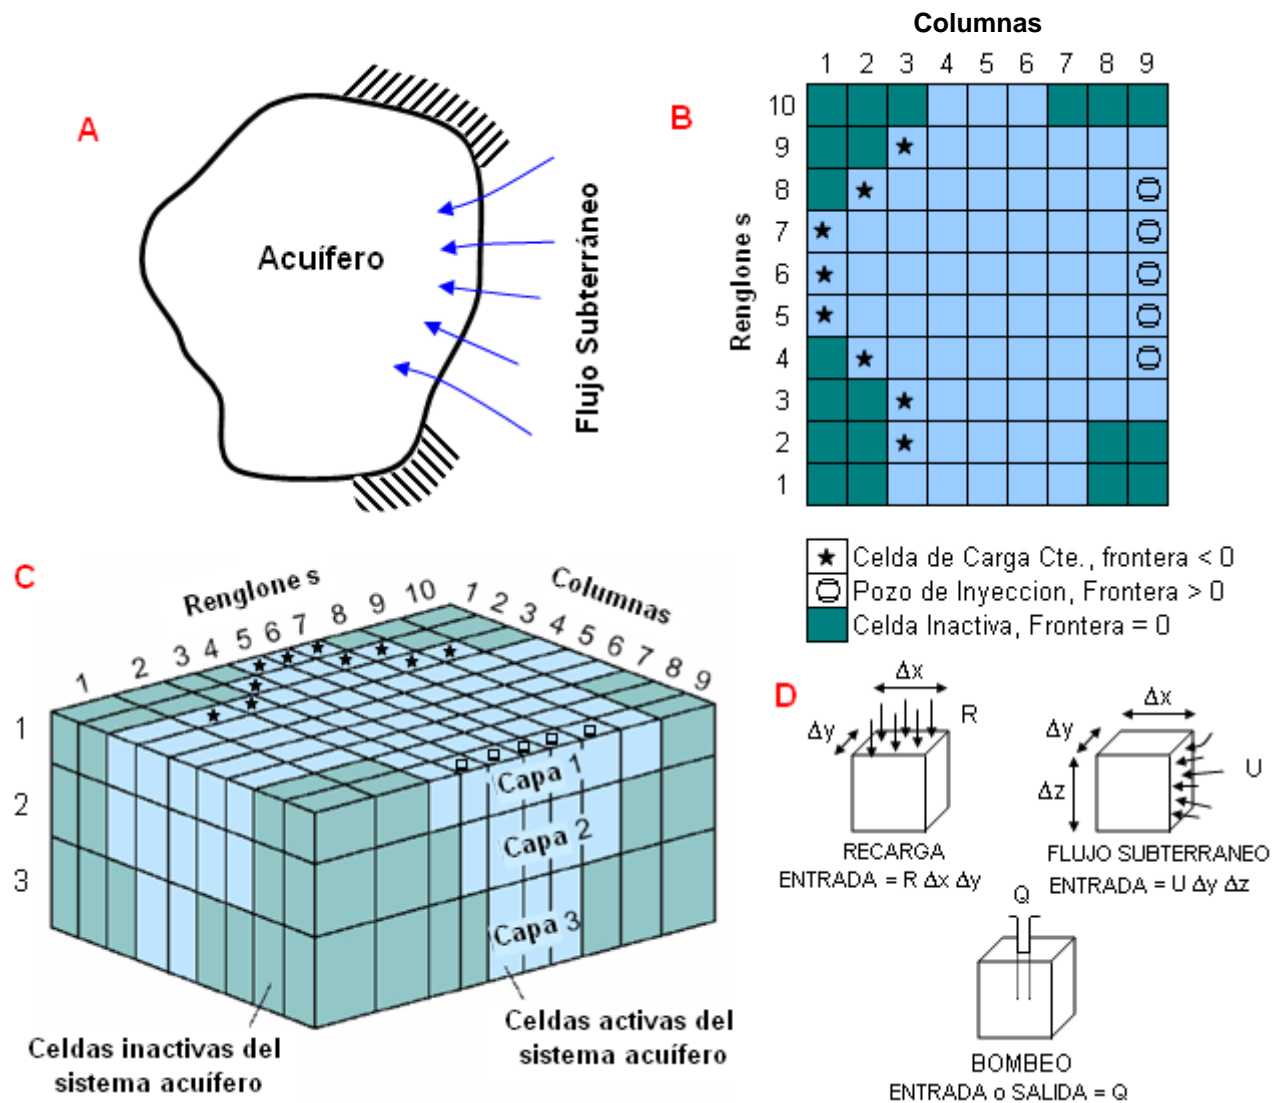 A
Acuífero
Flujo Subterráneo
B
Columnas
1 2 3 4 5 6 7 8 9
Renglones
10
9
8
7
6
5
4
3
2
1
Celda de Carga Cte., frontera < 0
Pozo de Inyeccion, Frontera > 0
Celda Inactiva, Frontera = 0
C
Renglones
1 2 3 4 5 6 7 8 9 10
Columnas
1 2 3 4 5 6 7 8 9
1
2
3
Capa 1
Capa 2
Capa 3
Celdas inactivas del
sistema acuífero
Celdas activas del
sistema acuífero
D
Δx
Δy
R
RECARGA
ENTRADA = R Δx Δy
Δx
Δy
Δz
U
FLUJO SUBTERRANEO
ENTRADA = U Δy Δz
Q
BOMBEO
ENTRADA o SALIDA = Q